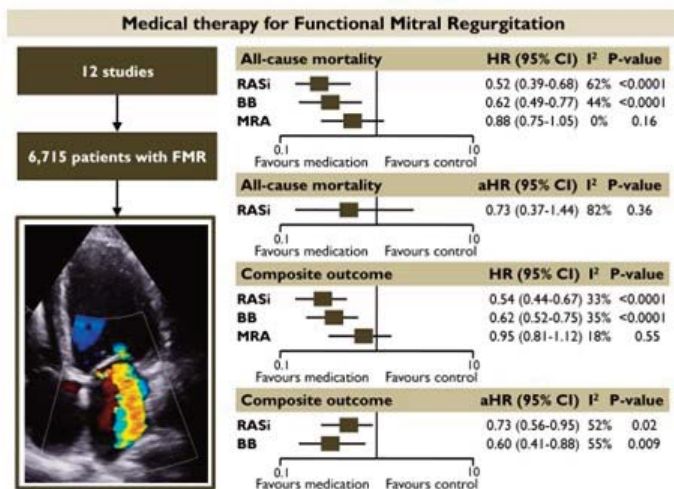 Medical therapy for Functional Mitral Regurgitation
12 studies
6,715 patients with FMR
All-cause mortality HR (95% CI) I² P-value
RASi 0.52 (0.39-0.68) 62% <0.0001
BB 0.62 (0.49-0.77) 44% <0.0001
MRA 0.88 (0.75-1.05) 0% 0.16
0.1 10
Favours medication Favours control
All-cause mortality aHR (95% CI) I² P-value
RASi 0.73 (0.37-1.44) 82% 0.36
0.1 10
Favours medication Favours control
Composite outcome HR (95% CI) I² P-value
RASi 0.54 (0.44-0.67) 33% <0.0001
BB 0.62 (0.52-0.75) 35% <0.0001
MRA 0.95 (0.81-1.12) 18% 0.55
0.1 10
Favours medication Favours control
Composite outcome aHR (95% CI) I² P-value
RASi 0.73 (0.56-0.95) 52% 0.02
BB 0.60 (0.41-0.88) 55% 0.009
0.1 10
Favours medication Favours control